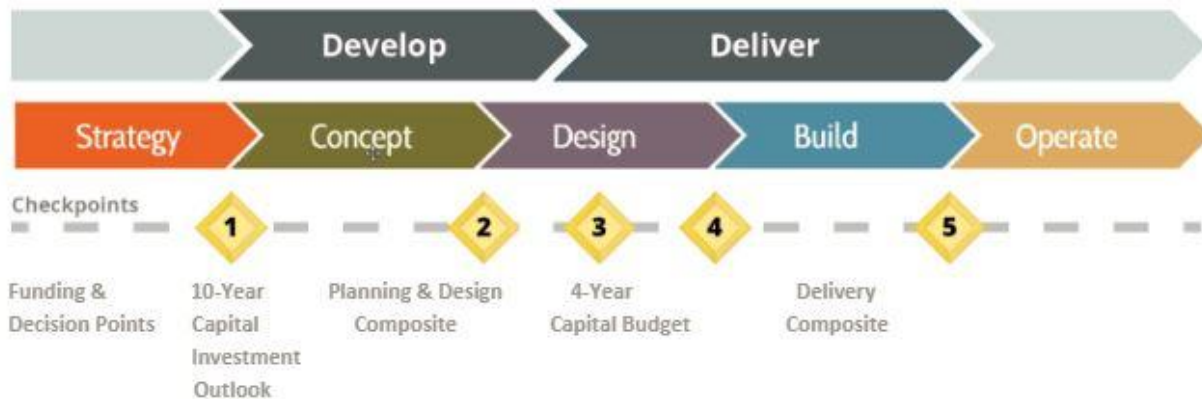 Develop
Deliver
Strategy
Concept
Design
Build
Operate
Checkpoints
1
2
3
4
5
Funding &
Decision Points
10-Year
Capital
Investment
Outlook
Planning & Design
Composite
4-Year
Capital Budget
Delivery
Composite